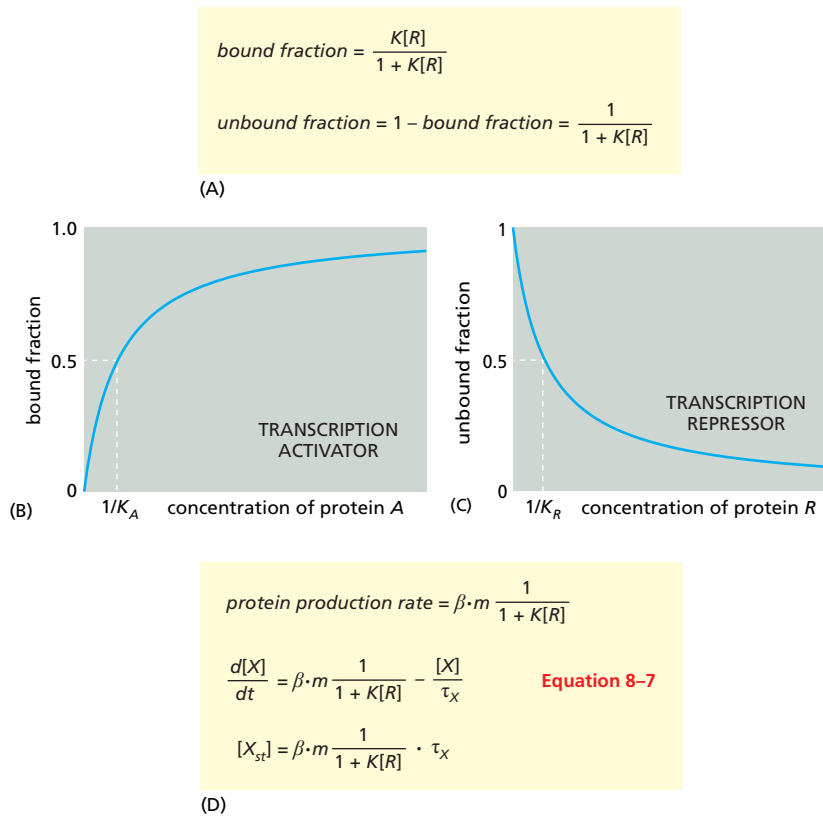 bound fraction = K[R] / 1 + K[R]
unbound fraction = 1 – bound fraction = 1 / 1 + K[R]
(A)
1.0
0.5
0
bound fraction
TRANSCRIPTION
ACTIVATOR
1/K_A
concentration of protein A
(B)
1
0.5
0
unbound fraction
TRANSCRIPTION
REPRESSOR
1/K_R
concentration of protein R
(C)
protein production rate = β·m 1 / 1 + K[R]
d[X] / dt = β·m 1 / 1 + K[R] – [X] / τ_X
Equation 8–7
[X_st] = β·m 1 / 1 + K[R] · τ_X
(D)